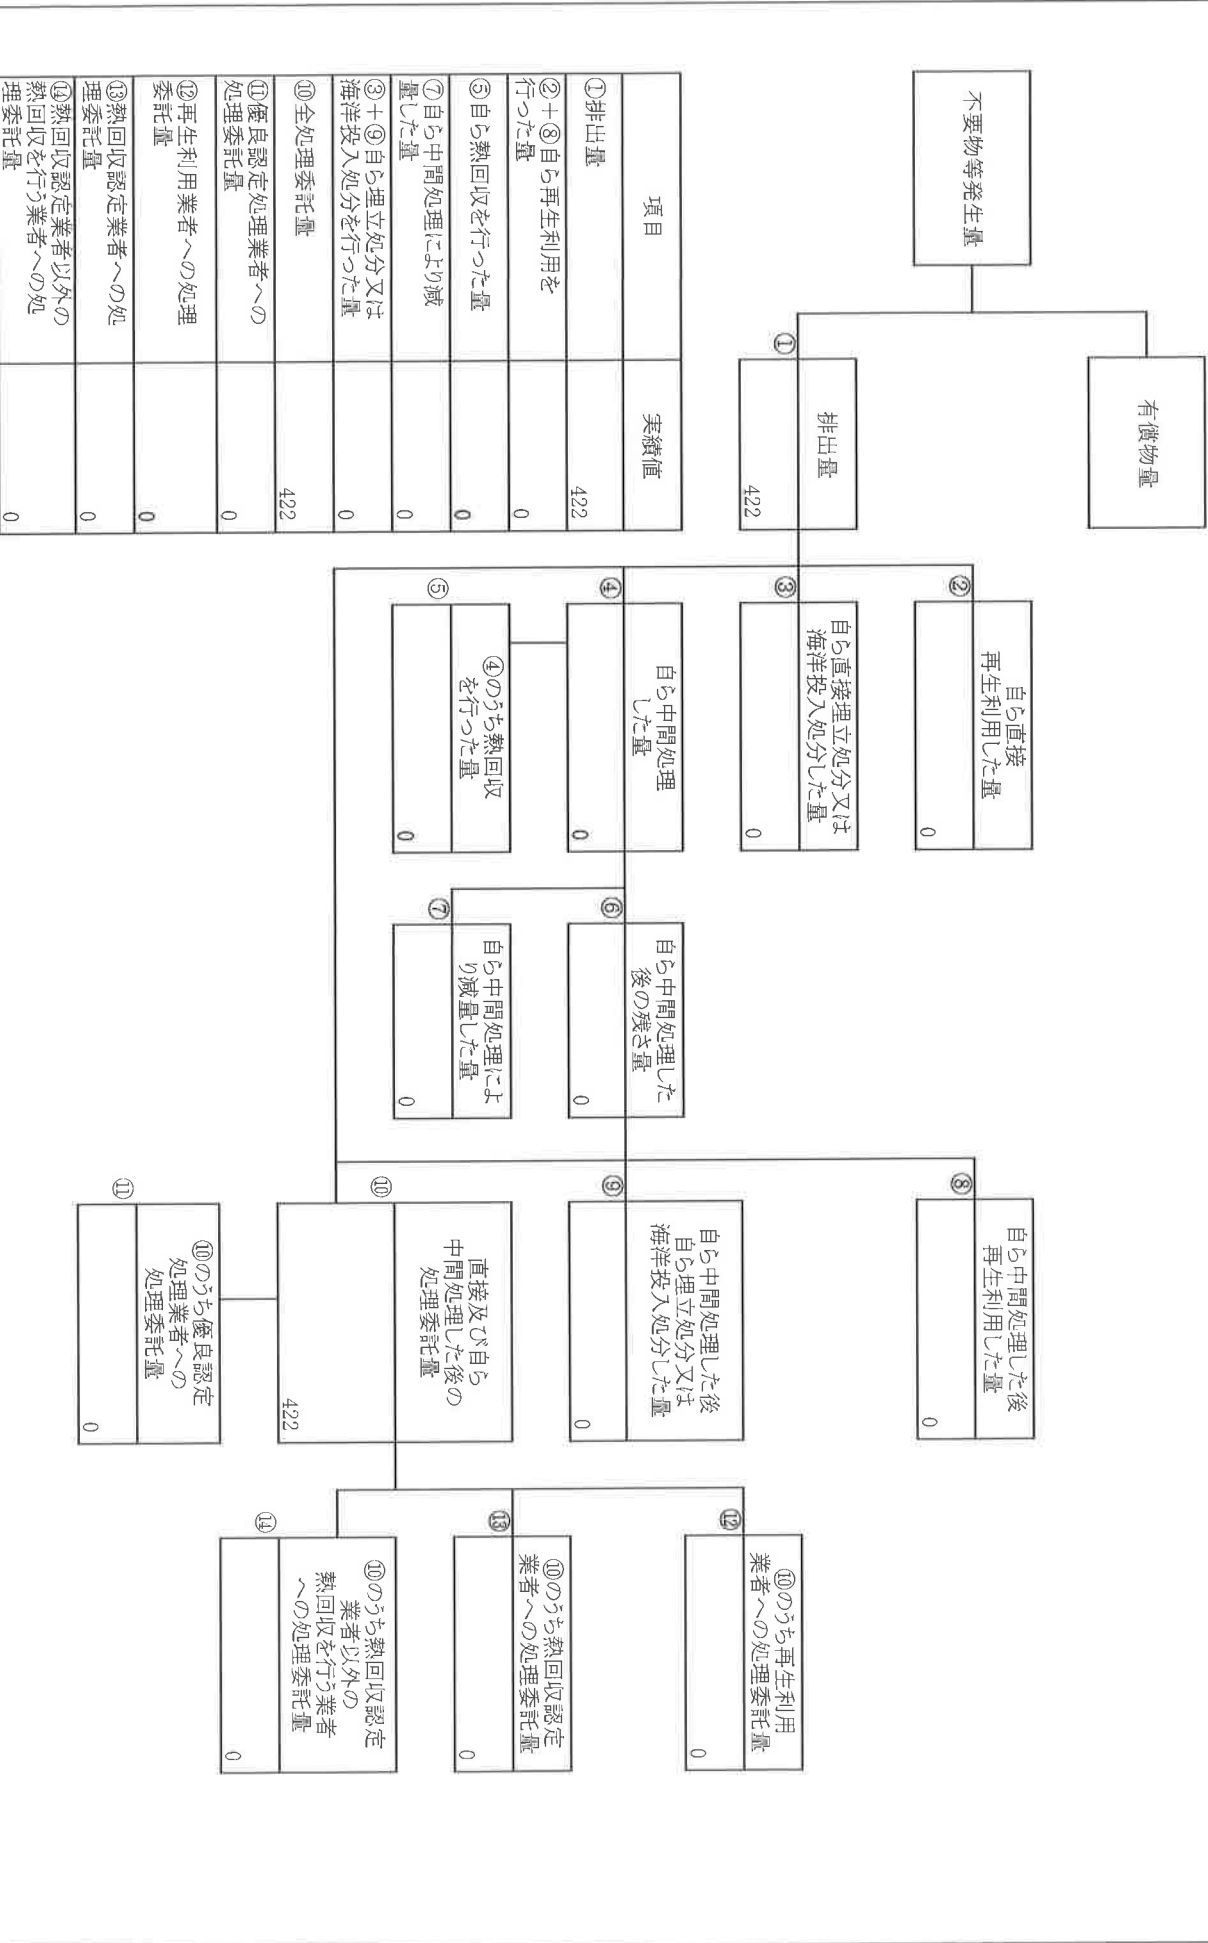 有償物量
不要物等発生量
①
排出量
422
②
自ら直接
再生利用した量
0
③
自ら直接埋立処分又は
海洋投入処分した量
0
④
自ら中間処理
した量
0
⑤
④のうち熱回収
を行った量
0
⑥
自ら中間処理した
後の残さ量
0
⑦
自ら中間処理によ
り減量した量
0
⑧
自ら中間処理した後
再生利用した量
0
⑨
自ら中間処理した後
自ら埋立処分又は
海洋投入処分した量
0
⑩
直接及び自ら
中間処理した後の
処理委託量
422
⑪
⑩のうち優良認定
処理業者への
処理委託量
0
⑫
⑩のうち再生利用
業者への処理委託量
0
⑬
⑩のうち熱回収認定
業者への処理委託量
0
⑭
⑩のうち熱回収認定
業者以外の
熱回収を行う業者
への処理委託量
0
項目 実績値
①排出量 422
②+⑧自ら再生利用を
行った量 0
⑤自ら熱回収を行った量 0
⑦自ら中間処理により減
量した量 0
③+⑨自ら埋立処分又は
海洋投入処分を行った量 0
⑩全処理委託量 422
⑪優良認定処理業者への
処理委託量 0
⑫再生利用業者への処理
委託量 0
⑬熱回収認定業者への処
理委託量 0
⑭熱回収認定業者以外の
熱回収を行う業者への処
理委託量 0